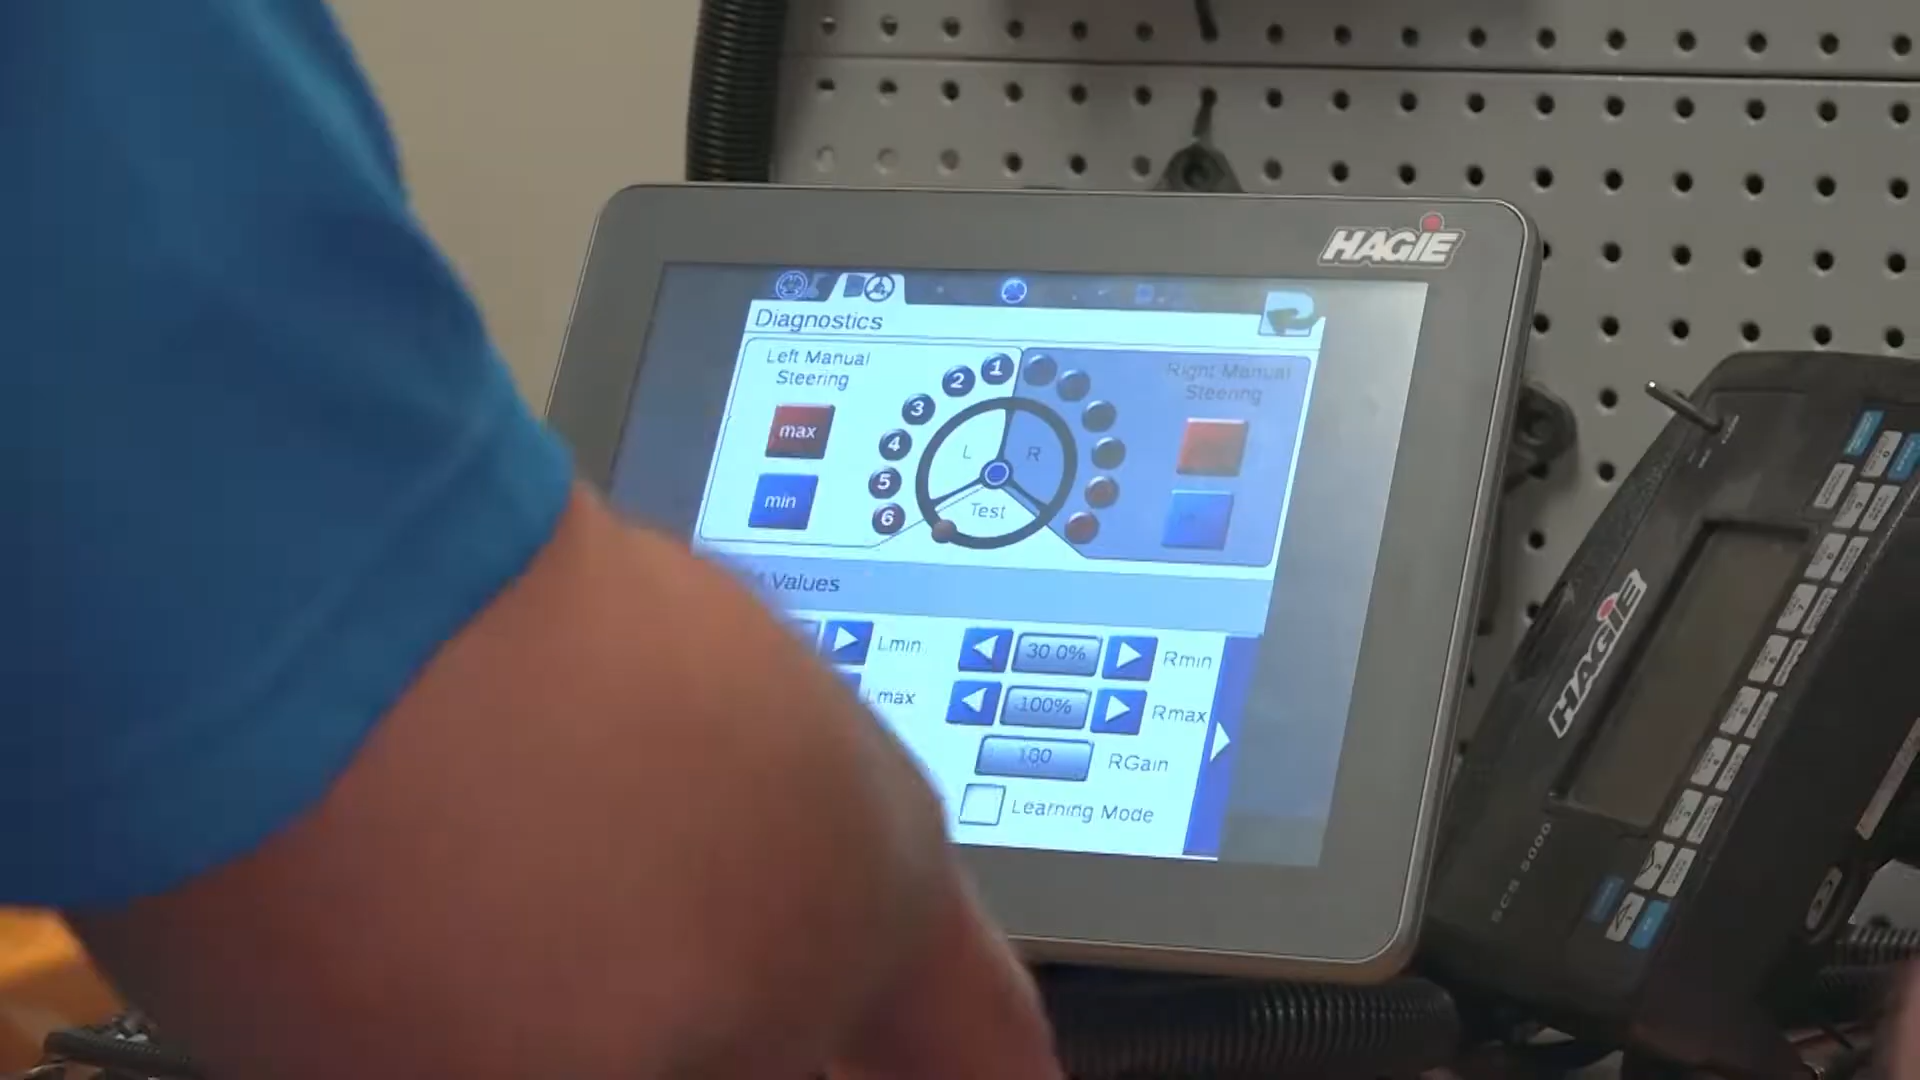 HAGIE
Diagnostics
Left Manual
Steering
max
min
1
2
3
4
5
6
L
R
Test
Right Manual
Steering
Values
Lmin
30 0%
Rmin
Lmax
100%
Rmax
RGain
Learning Mode
HAGIE
SCS 5000